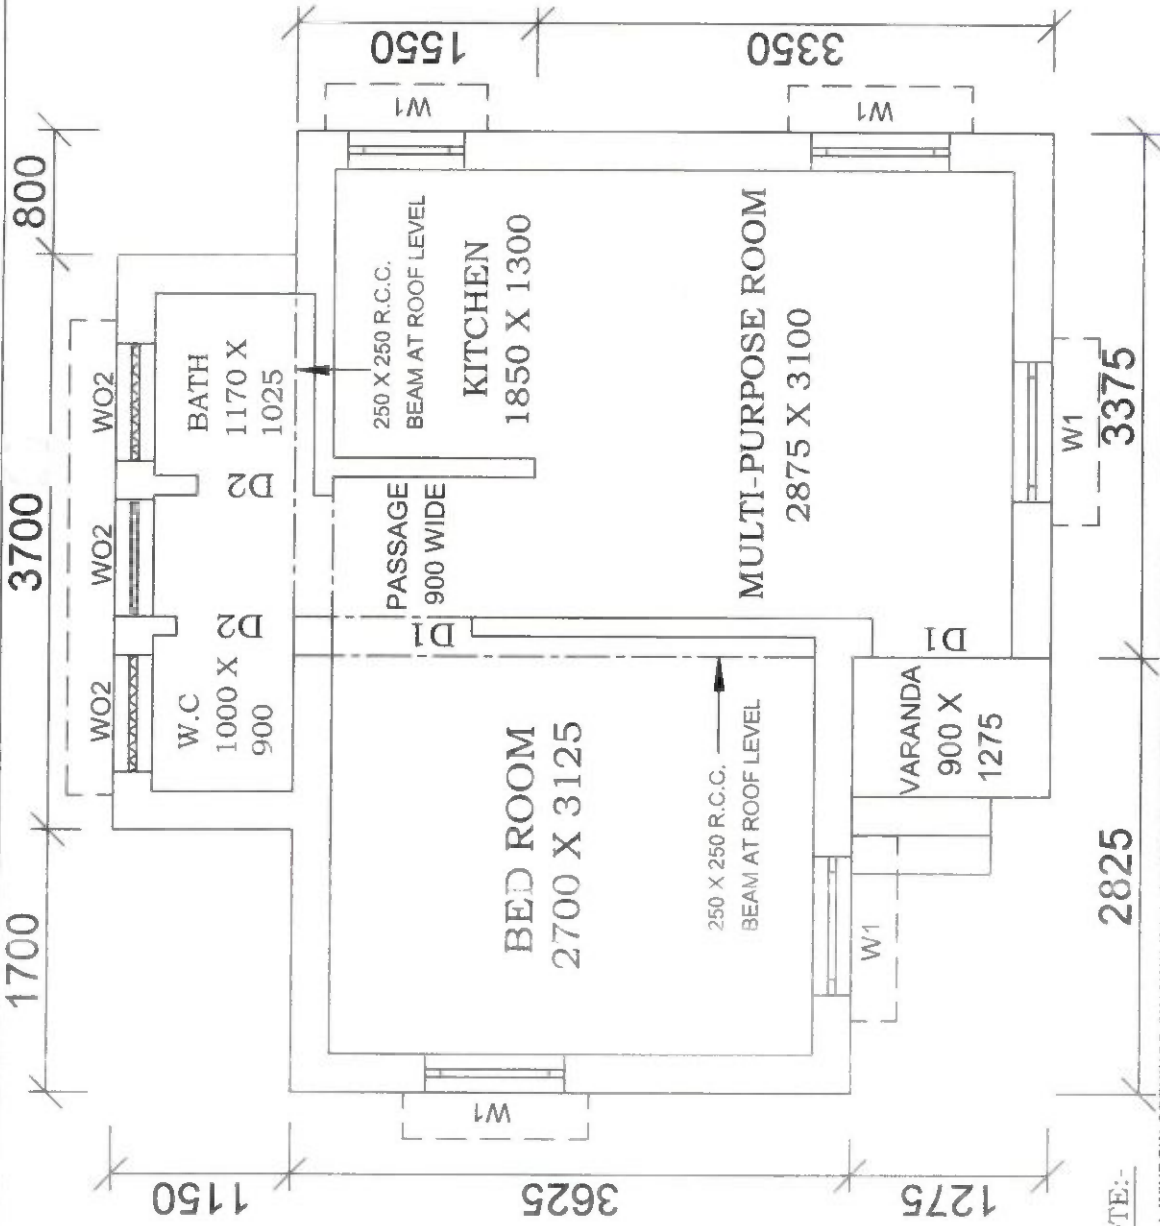 3700
1700
800
WO2
WO2
WO2
W.C
1000 X
900
D2
D2
BATH
1170 X
1025
1150
1550
W1
250 X 250 R.C.C.
BEAM AT ROOF LEVEL
KITCHEN
1850 X 1300
PASSAGE
900 WIDE
D1
BED ROOM
2700 X 3125
250 X 250 R.C.C.
BEAM AT ROOF LEVEL
W1
3625
MULTI-PURPOSE ROOM
2875 X 3100
W1
3350
D1
VARANDA
900 X
1275
W1
W1
1275
2825
3375
TE:-